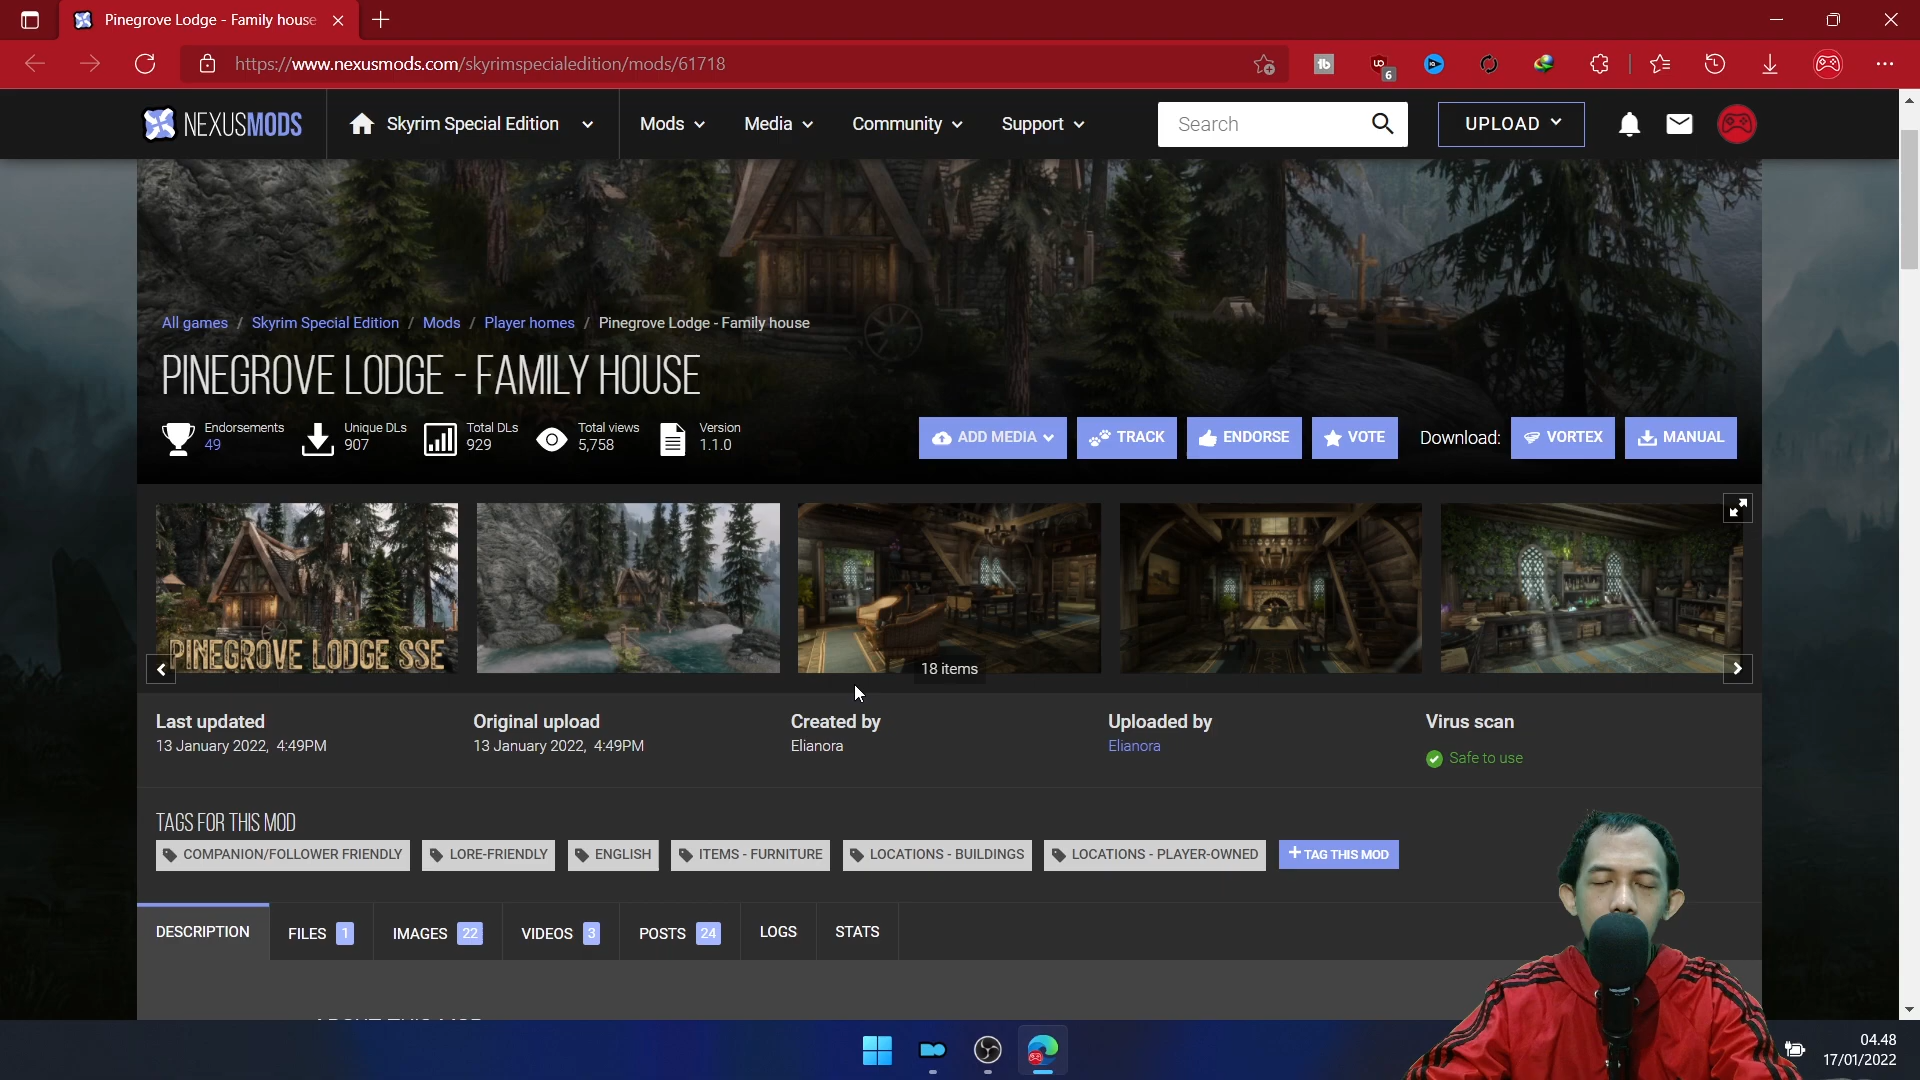 Pinegrove Lodge - Family house
https://www.nexusmods.com/skyrimspecialedition/mods/61718
6
NEXUSMODS
Skyrim Special Edition
Mods
Media
Community
Support
Search
UPLOAD
All games / Skyrim Special Edition / Mods / Player homes / Pinegrove Lodge - Family house
PINEGROVE LODGE - FAMILY HOUSE
Endorsements
49
Unique DLs
907
Total DLs
929
Total views
5,758
Version
1.1.0
ADD MEDIA
TRACK
ENDORSE
VOTE
Download:
VORTEX
MANUAL
PINEGROVE LODGE SSE
18 items
Last updated
13 January 2022, 4:49PM
Original upload
13 January 2022, 4:49PM
Created by
Elianora
Uploaded by
Elianora
Virus scan
Safe to use
TAGS FOR THIS MOD
COMPANION/FOLLOWER FRIENDLY
LORE-FRIENDLY
ENGLISH
ITEMS - FURNITURE
LOCATIONS - BUILDINGS
LOCATIONS - PLAYER-OWNED
+ TAG THIS MOD
DESCRIPTION
FILES 1
IMAGES 22
VIDEOS 3
POSTS 24
LOGS
STATS
04.48
17/01/2022